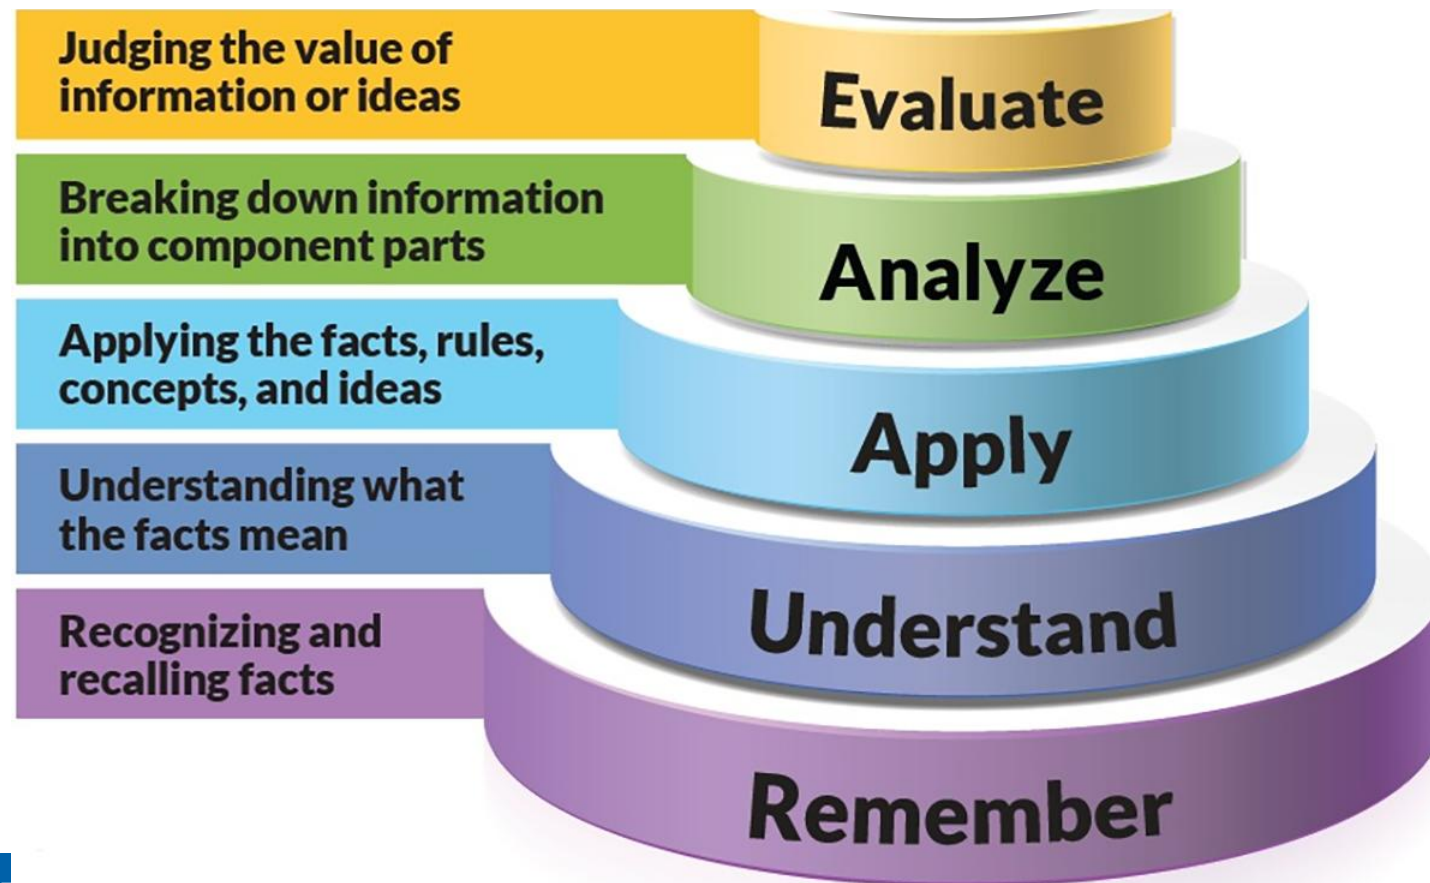 Judging the value of
information or ideas
Evaluate
Breaking down information
into component parts
Analyze
Applying the facts, rules,
concepts, and ideas
Apply
Understanding what
the facts mean
Understand
Recognizing and
recalling facts
Remember